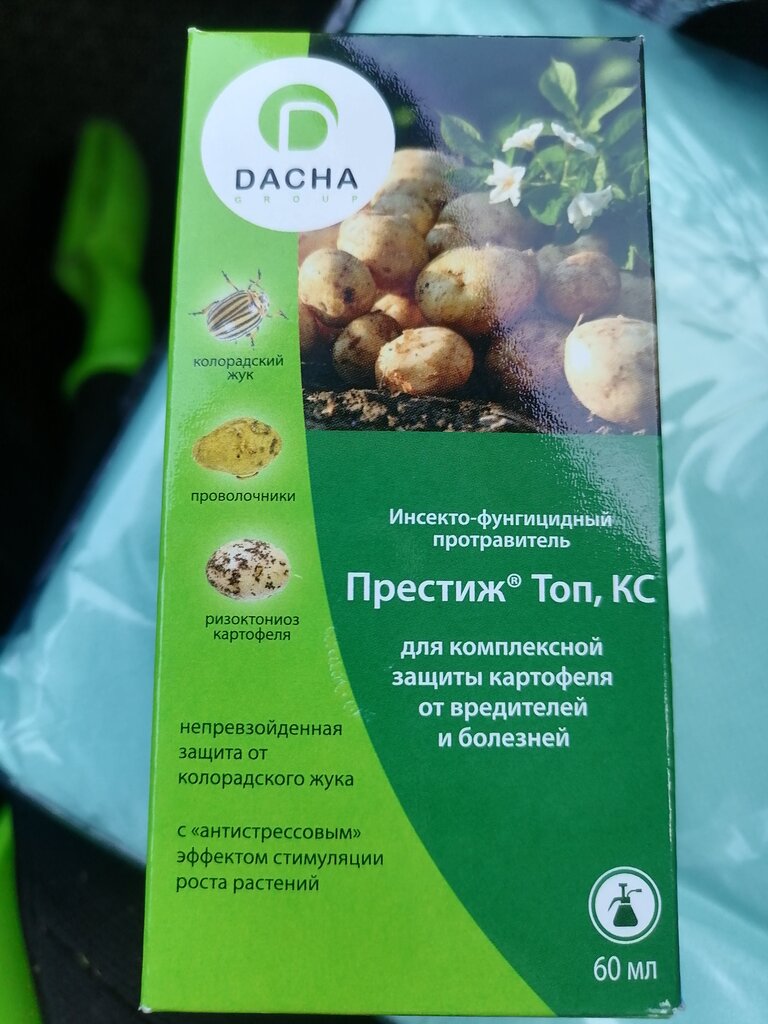 DACHA
GROUP
колорадский
жук
проволочники
ризоктониоз
картофеля
Инсекто-фунгицидный
протравитель
Престиж® Топ, КС
для комплексной
защиты картофеля
от вредителей
и болезней
непревзойденная
защита от
колорадского жука
с «антистрессовым»
эффектом стимуляции
роста растений
60 мл